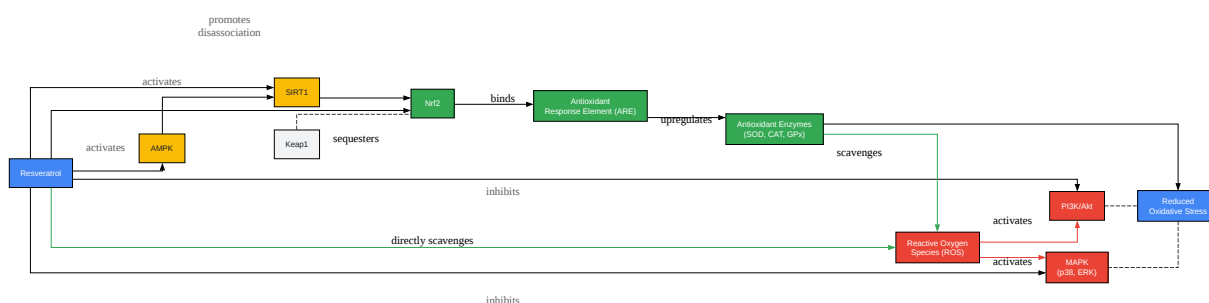 promotes
disassociation
activates
SIRT1
Nrf2
binds
Antioxidant
Response Element (ARE)
upregulates
Antioxidant Enzymes
(SOD, CAT, GPx)
activates
AMPK
Keap1
sequesters
scavenges
Resveratrol
inhibits
PI3K/Akt
Reduced
Oxidative Stress
activates
directly scavenges
Reactive Oxygen
Species (ROS)
activates
MAPK
(p38, ERK)
inhibits